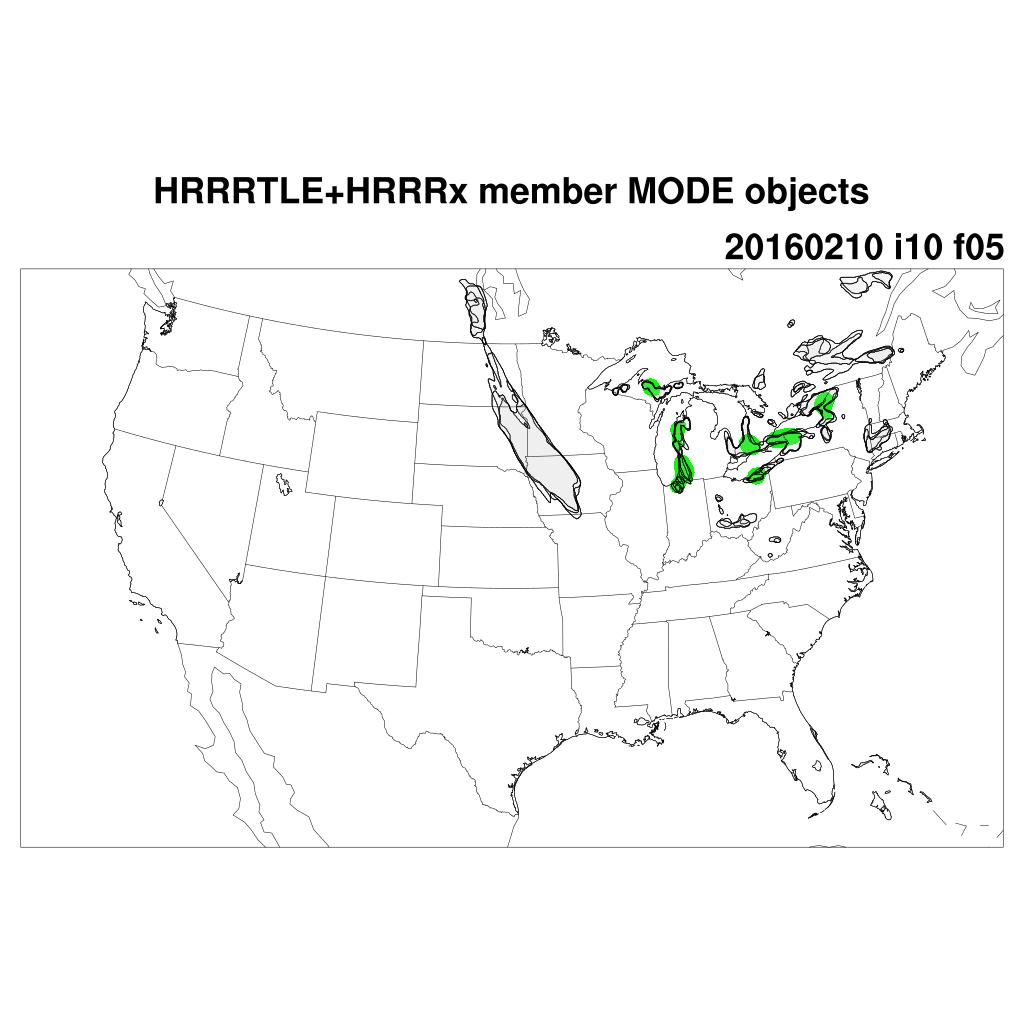 HRRRTLE+HRRRx member MODE objects
20160210 i10 f05